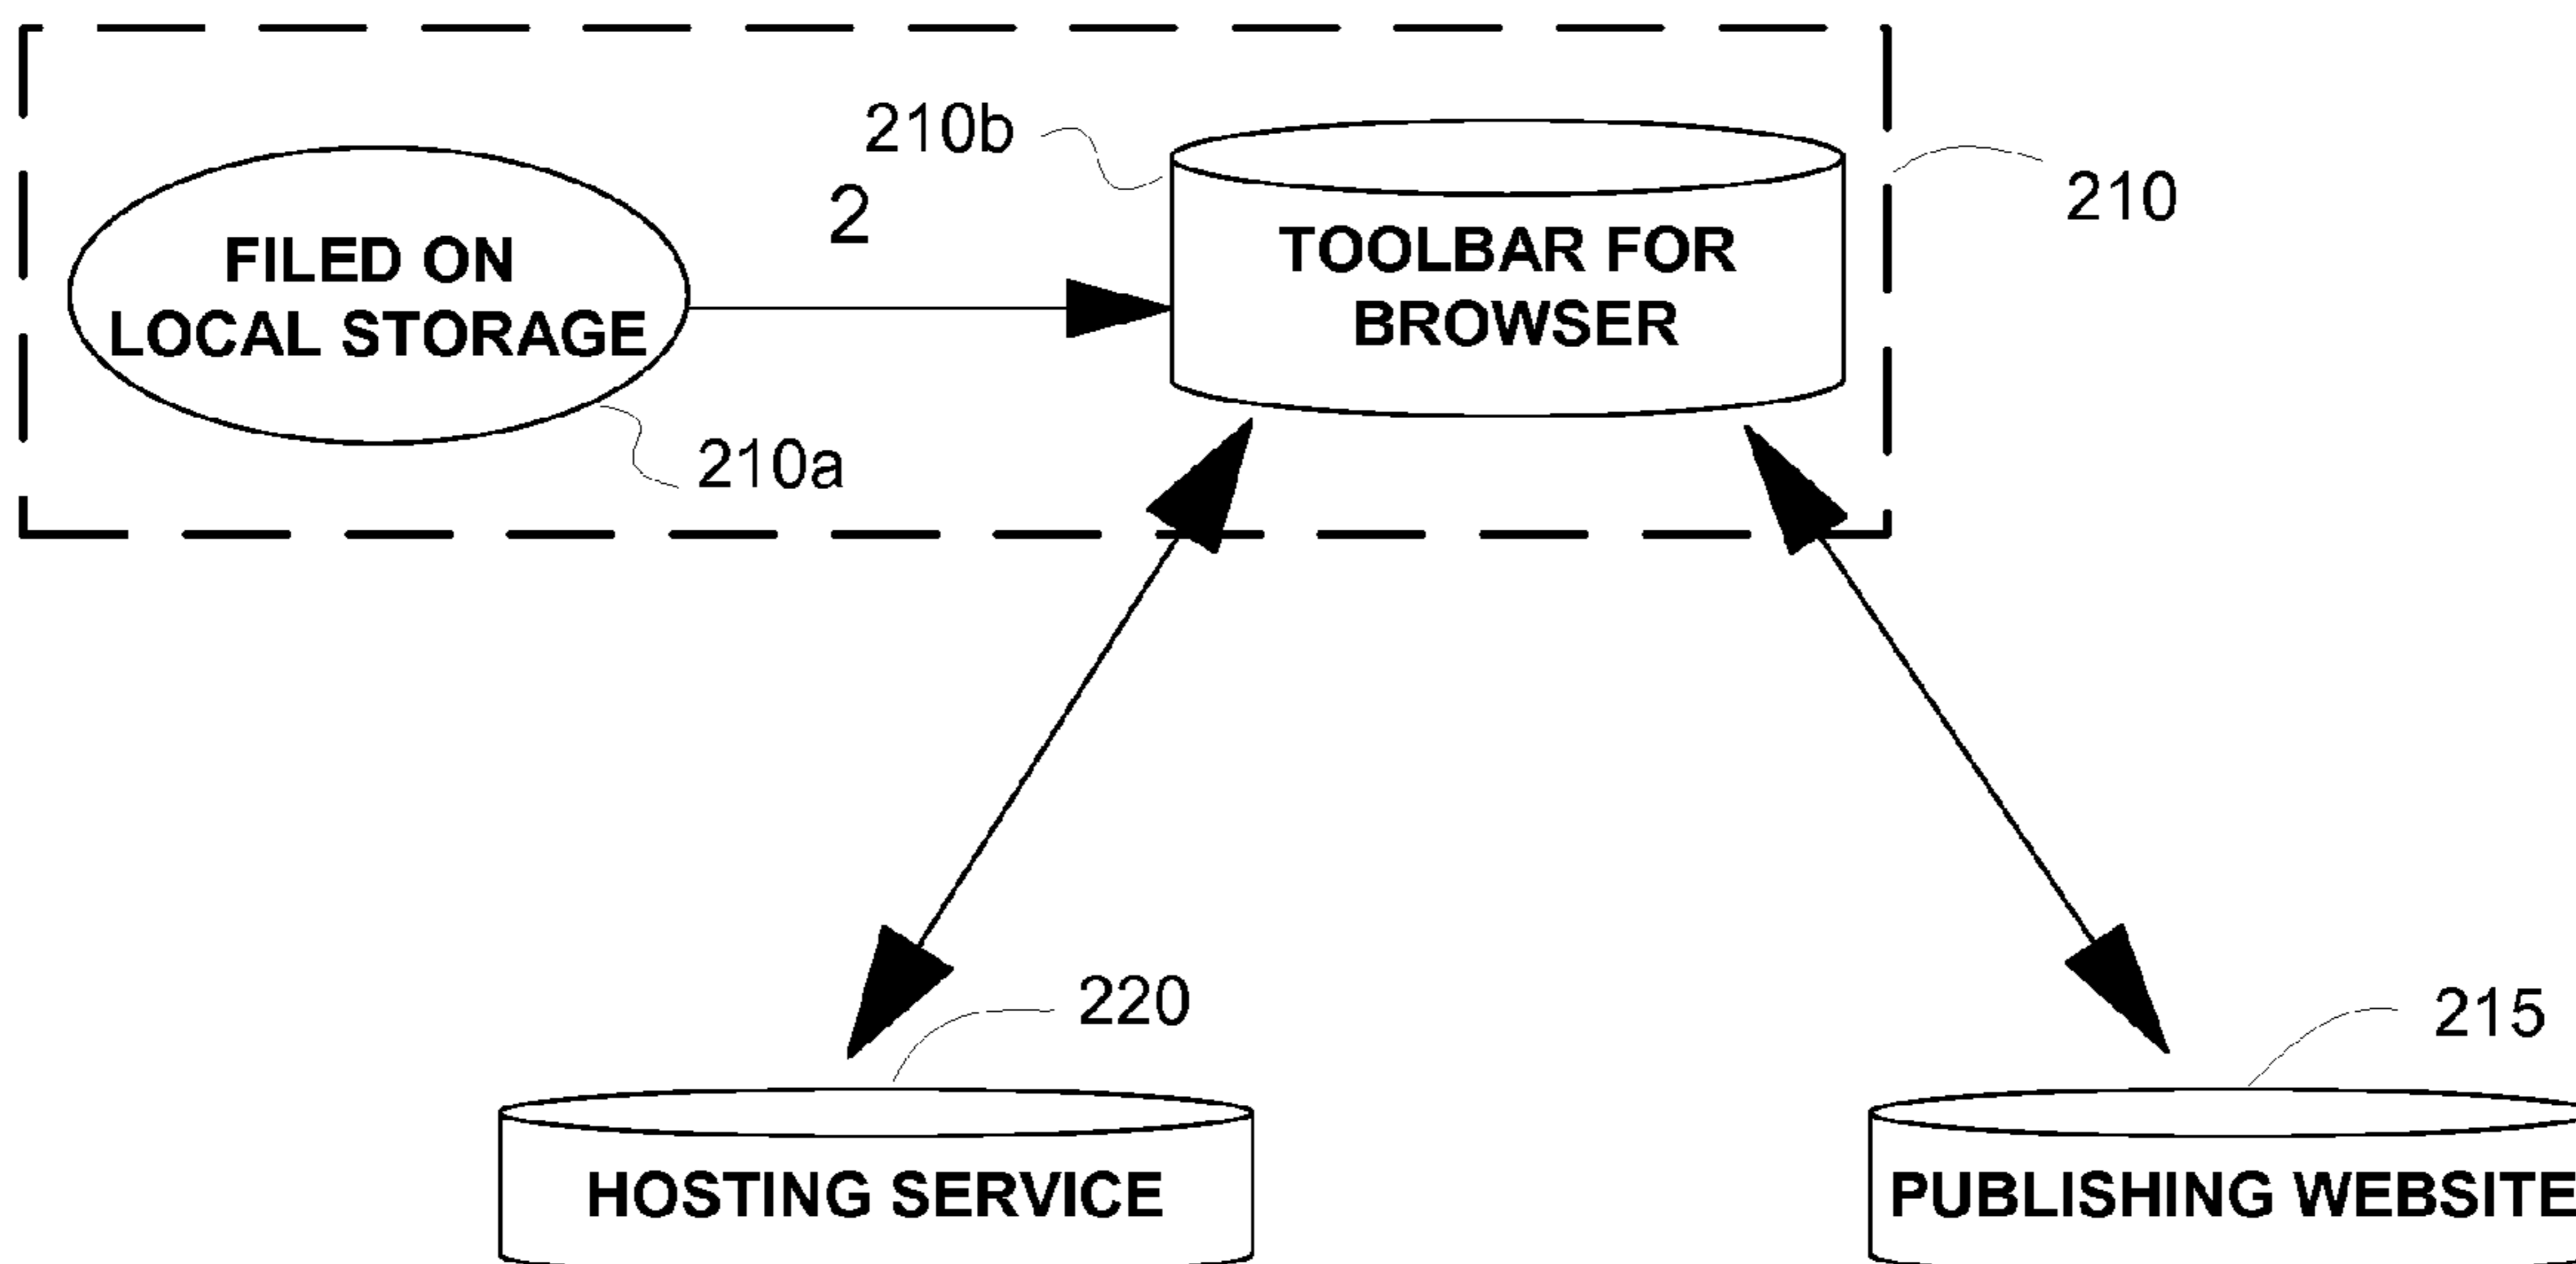 210b
2
210
FILED ON
LOCAL STORAGE
TOOLBAR FOR
BROWSER
210a
220
215
HOSTING SERVICE
PUBLISHING WEBSITE